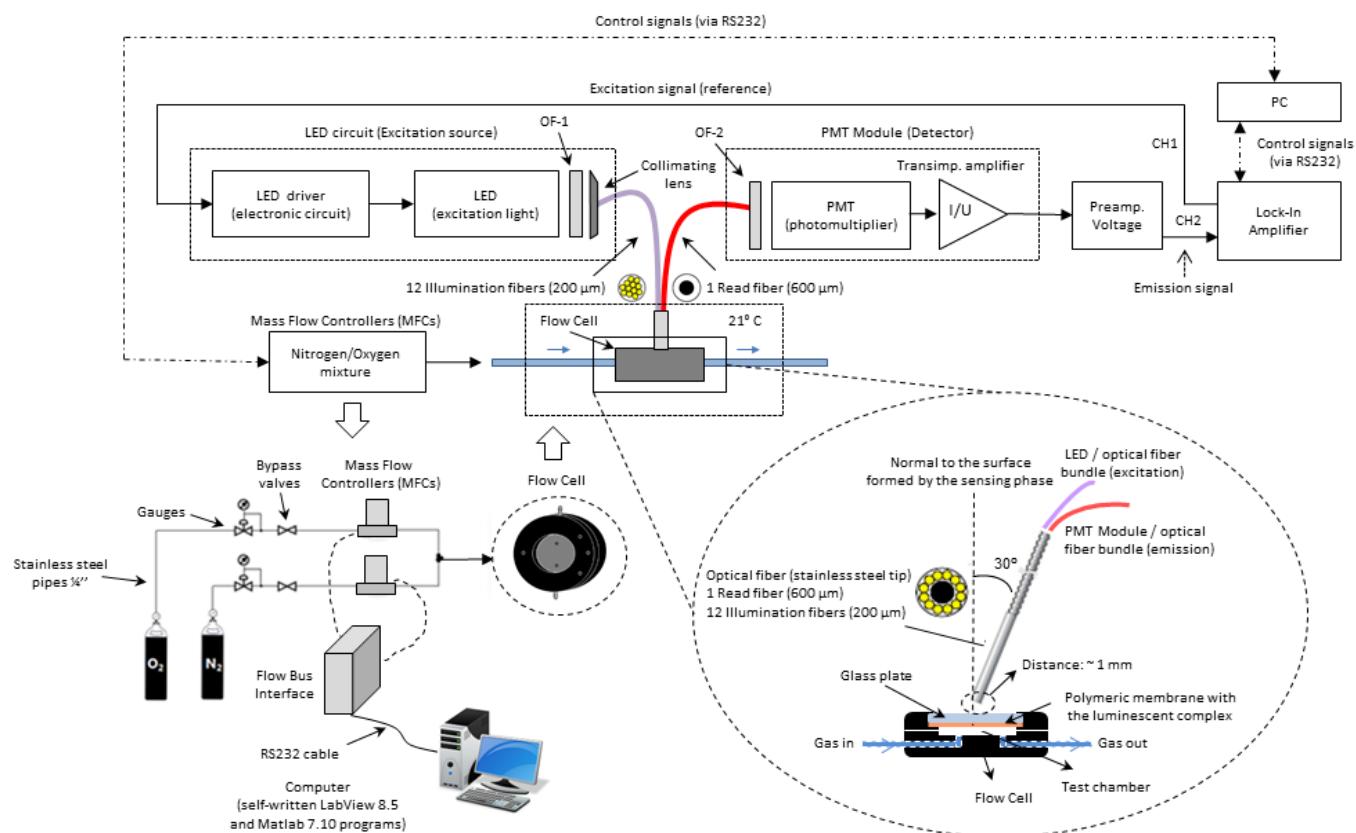 Control signals (via RS232)
Excitation signal (reference)
PC
OF-1
LED circuit (Excitation source)
OF-2
PMT Module (Detector)
CH1
Control signals
(via RS232)
Collimating
lens
Transimp. amplifier
LED driver
(electronic circuit)
LED
(excitation light)
PMT
(photomultiplier)
I/U
Preamp.
Voltage
CH2
Lock-In
Amplifier
12 Illumination fibers (200 µm)
1 Read fiber (600 µm)
Emission signal
Mass Flow Controllers (MFCs)
Flow Cell
21º C
Nitrogen/Oxygen
mixture
Bypass
valves
Mass Flow
Controllers (MFCs)
Flow Cell
Gauges
Stainless steel
pipes ¼’’
O2
N2
Flow Bus
Interface
RS232 cable
Computer
(self-written LabView 8.5
and Matlab 7.10 programs)
Normal to the surface
formed by the sensing phase
LED / optical fiber
bundle (excitation)
PMT Module / optical
fiber bundle (emission)
30º
Optical fiber (stainless steel tip)
1 Read fiber (600 µm)
12 Illumination fibers (200 µm)
Distance: ~ 1 mm
Glass plate
Polymeric membrane with
the luminescent complex
Gas in
Gas out
Test chamber
Flow Cell